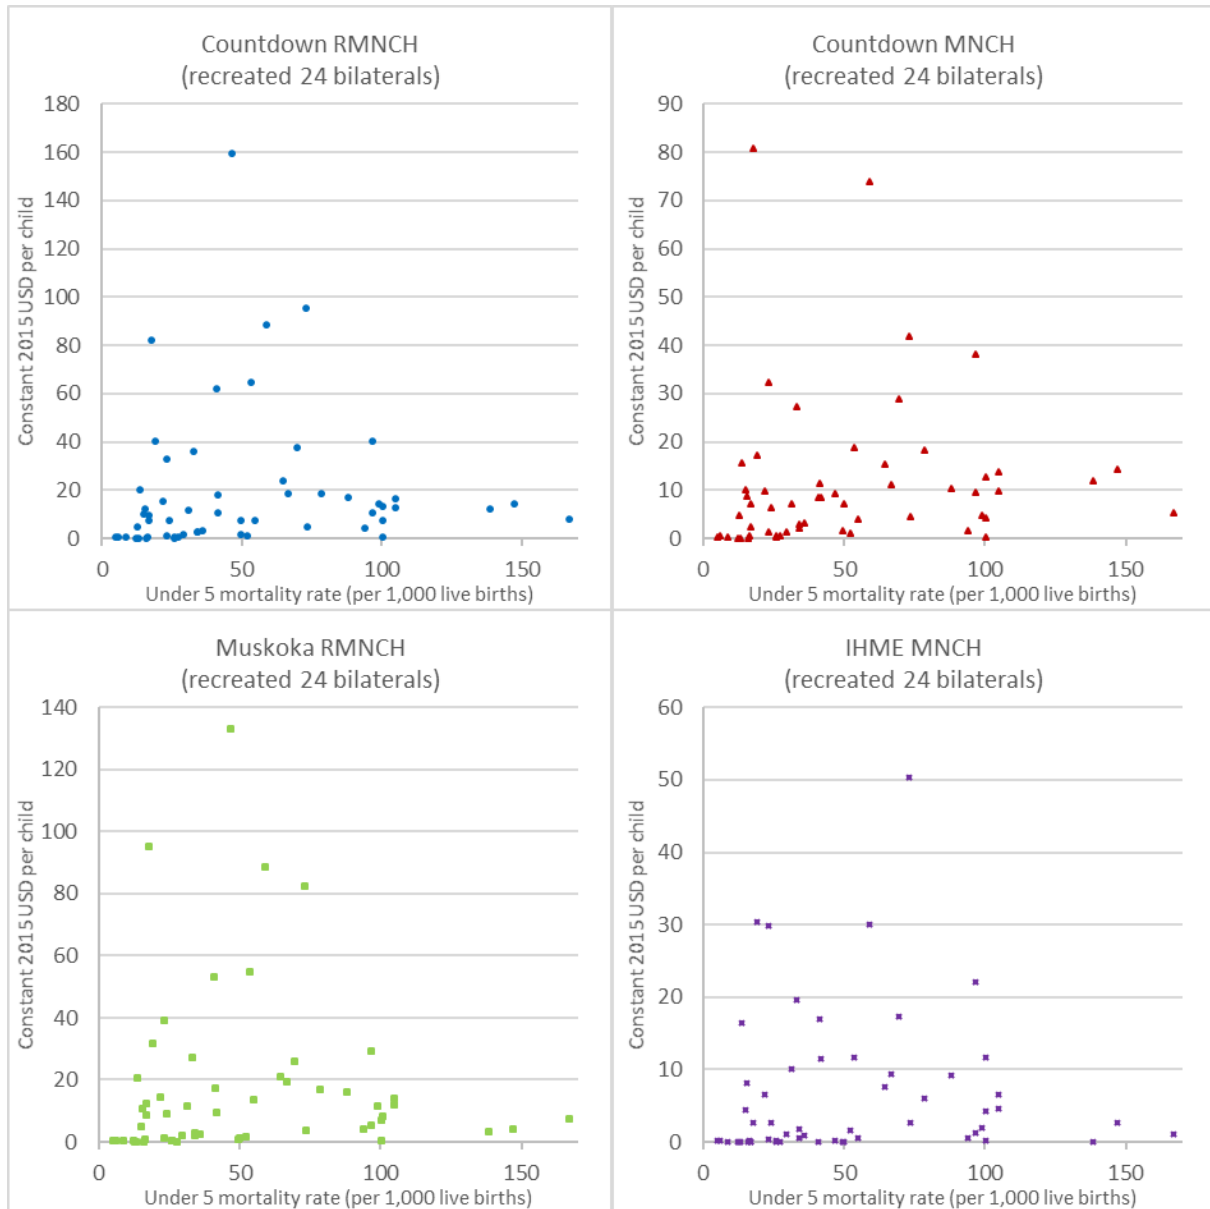 Countdown RMNCH
(recreated 24 bilaterals)
180
160
140
120
100
80
60
40
20
0
Constant 2015 USD per child
0 50 100 150
Under 5 mortality rate (per 1,000 live births)
Countdown MNCH
(recreated 24 bilaterals)
90
80
70
60
50
40
30
20
10
0
Constant 2015 USD per child
0 50 100 150
Under 5 mortality rate (per 1,000 live births)
Muskoka RMNCH
(recreated 24 bilaterals)
140
120
100
80
60
40
20
0
Constant 2015 USD per child
0 50 100 150
Under 5 mortality rate (per 1,000 live births)
IHME MNCH
(recreated 24 bilaterals)
60
50
40
30
20
10
0
Constant 2015 USD per child
0 50 100 150
Under 5 mortality rate (per 1,000 live births)